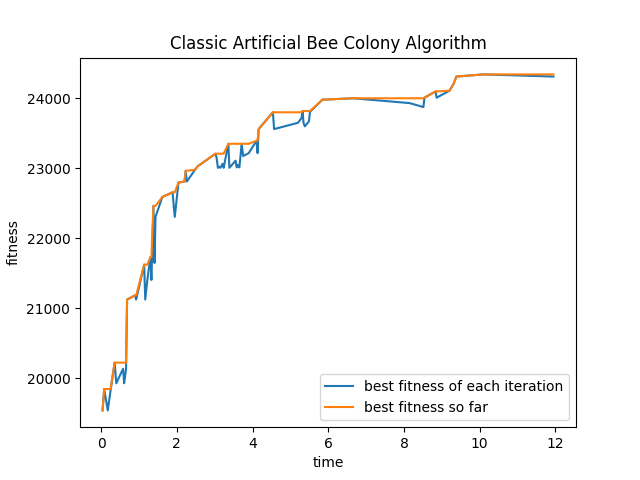 Classic Artificial Bee Colony Algorithm
24000
23000
22000
21000
20000
fitness
0 2 4 6 8 10 12
time
best fitness of each iteration
best fitness so far